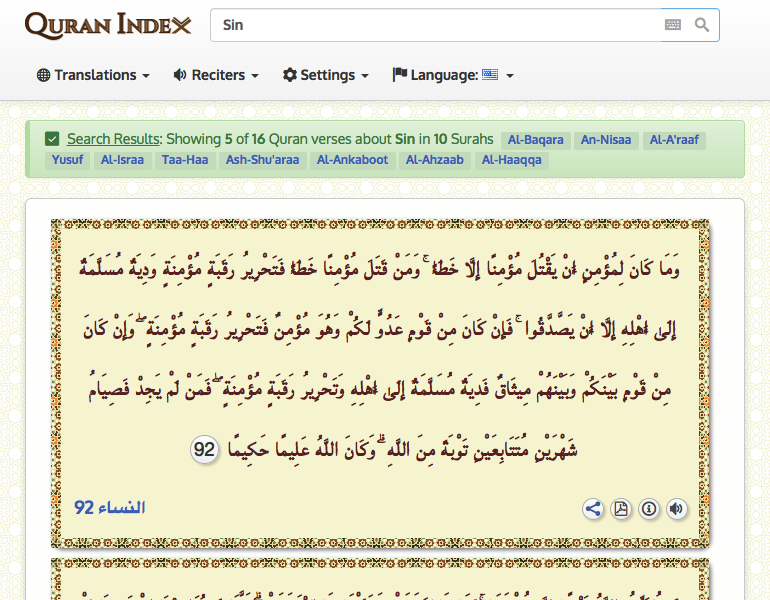 QURAN INDEX
Sin
Translations Reciters Settings Language:
Search Results: Showing 5 of 16 Quran verses about Sin in 10 Surahs Al-Baqara An-Nisaa Al-A'raaf
Yusuf Al-Israa Taa-Haa Ash-Shu'araa Al-Ankaboot Al-Ahzaab Al-Haaqqa
وَمَا كَانَ لِمُؤْمِنٍ أَنْ يَقْتُلَ مُؤْمِنًا إِلَّا خَطَأً ۚ وَمَنْ قَتَلَ مُؤْمِنًا خَطَأً فَتَحْرِيرُ رَقَبَةٍ مُؤْمِنَةٍ وَدِيَةٌ مُسَلَّمَةٌ
إِلَىٰ أَهْلِهِ إِلَّا أَنْ يَصَّدَّقُوا ۚ فَإِنْ كَانَ مِنْ قَوْمٍ عَدُوٍّ لَكُمْ وَهُوَ مُؤْمِنٌ فَتَحْرِيرُ رَقَبَةٍ مُؤْمِنَةٍ ۖ وَإِنْ كَانَ
مِنْ قَوْمٍ بَيْنَكُمْ وَبَيْنَهُمْ مِيثَاقٌ فَدِيَةٌ مُسَلَّمَةٌ إِلَىٰ أَهْلِهِ وَتَحْرِيرُ رَقَبَةٍ مُؤْمِنَةٍ ۖ فَمَنْ لَمْ يَجِدْ فَصِيَامُ
شَهْرَيْنِ مُتَتَابِعَيْنِ تَوْبَةً مِنَ اللَّهِ ۗ وَكَانَ اللَّهُ عَلِيمًا حَكِيمًا 92
النساء 92